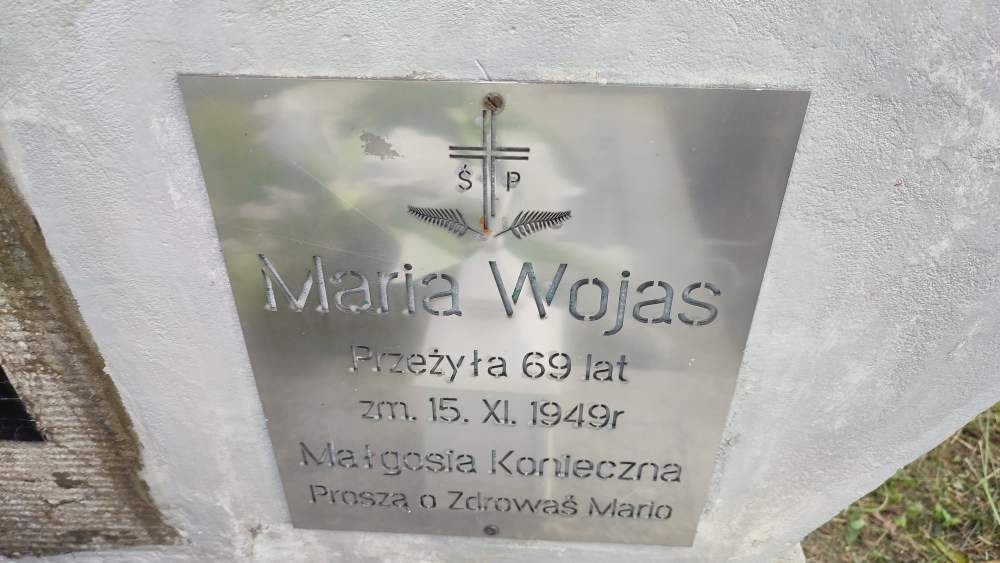 Ś P
Maria Wojas
Przeżyła 69 lat
zm. 15. XI. 1949r
Małgosia Konieczna
Proszą o Zdrowaś Mario